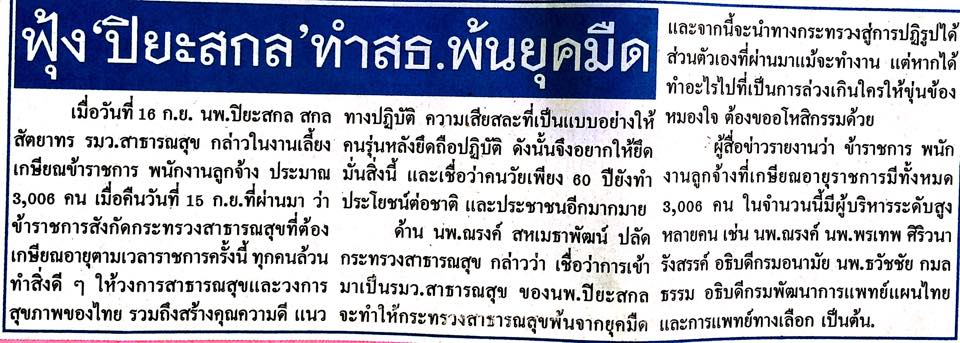 ฟุ้ง‘ปิยะสกล’ทำสธ.พ้นยุคมืด
เมื่อวันที่ 16 ก.ย. นพ.ปิยะสกล สกล
สัตยาทร รมว.สาธารณสุข กล่าวในงานเลี้ยง
เกษียณข้าราชการ พนักงานลูกจ้าง ประมาณ
3,006 คน เมื่อคืนวันที่ 15 ก.ย.ที่ผ่านมา ว่า
ข้าราชการสังกัดกระทรวงสาธารณสุขที่ต้อง
เกษียณอายุตามเวลาราชการครั้งนี้ ทุกคนล้วน
ทำสิ่งดี ๆ ให้วงการสาธารณสุขและวงการ
สุขภาพของไทย รวมถึงสร้างคุณความดี แนว
ทางปฏิบัติ ความเสียสละที่เป็นแบบอย่างให้
คนรุ่นหลังยึดถือปฏิบัติ ดังนั้นจึงอยากให้ยึด
มั่นสิ่งนี้ และเชื่อว่าคนวัยเพียง 60 ปียังทำ
ประโยชน์ต่อชาติ และประชาชนอีกมากมาย
ด้าน นพ.ณรงค์ สหเมธาพัฒน์ ปลัด
กระทรวงสาธารณสุข กล่าวว่า เชื่อว่าการเข้า
มาเป็นรมว.สาธารณสุข ของนพ.ปิยะสกล
จะทำให้กระทรวงสาธารณสุขพ้นจากยุคมืด
และจากนี้จะนำทางกระทรวงสู่การปฏิรูปได้
ส่วนตัวเองที่ผ่านมาแม้จะทำงาน แต่หากได้
ทำอะไรไปที่เป็นการล่วงเกินใครให้ขุ่นข้อง
หมองใจ ต้องขออโหสิกรรมด้วย
ผู้สื่อข่าวรายงานว่า ข้าราชการ พนัก
งานลูกจ้างที่เกษียณอายุราชการมีทั้งหมด
3,006 คน ในจำนวนนี้มีผู้บริหารระดับสูง
หลายคน เช่น นพ.ณรงค์ นพ.พรเทพ ศิริวนา
รังสรรค์ อธิบดีกรมอนามัย นพ.ธวัชชัย กมล
ธรรม อธิบดีกรมพัฒนาการแพทย์แผนไทย
และการแพทย์ทางเลือก เป็นต้น.